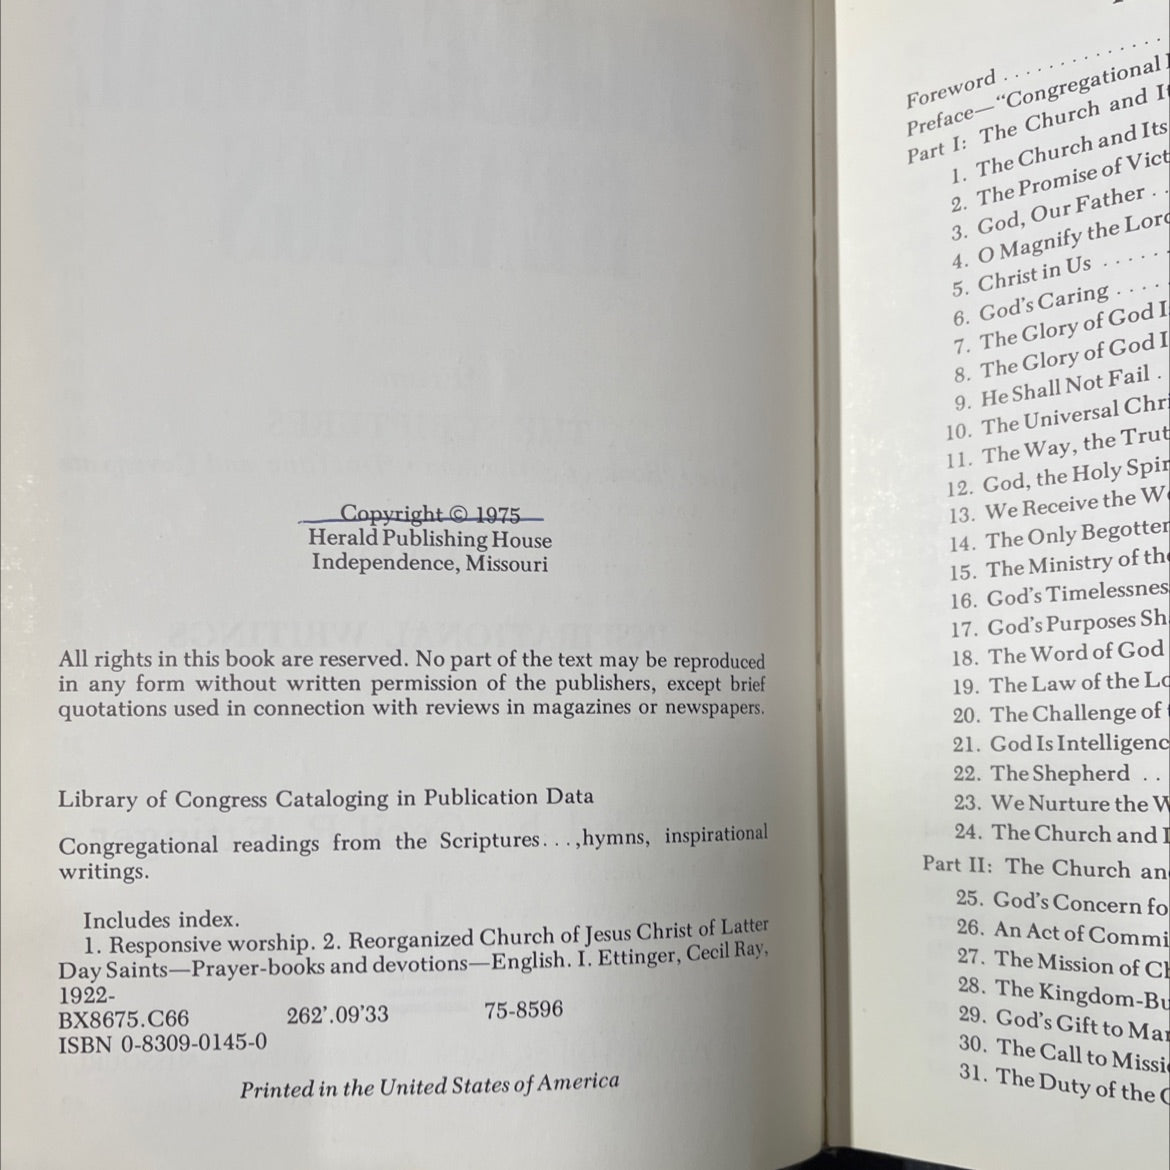 Copyright © 1975
Herald Publishing House
Independence, Missouri
All rights in this book are reserved. No part of the text may be reproduced
in any form without written permission of the publishers, except brief
quotations used in connection with reviews in magazines or newspapers.
Library of Congress Cataloging in Publication Data
Congregational readings from the Scriptures...,hymns, inspirational
writings.
Includes index.
1. Responsive worship. 2. Reorganized Church of Jesus Christ of Latter
Day Saints—Prayer-books and devotions—English. I. Ettinger, Cecil Ray,
1922-
BX8675.C66 262'.09'33 75-8596
ISBN 0-8309-0145-0
Printed in the United States of America
Foreword . . . . . . . . . . .
Preface—“Congregational
Part I: The Church and It
1. The Church and Its
2. The Promise of Vict
3. God, Our Father . .
4. O Magnify the Lord
5. Christ in Us . . . . .
6. God's Caring . . . .
7. The Glory of God I
8. The Glory of God I
9. He Shall Not Fail .
10. The Universal Chri
11. The Way, the Trut
12. God, the Holy Spir
13. We Receive the W
14. The Only Begotten
15. The Ministry of the
16. God's Timelessnes
17. God's Purposes Sh
18. The Word of God
19. The Law of the Lo
20. The Challenge of t
21. God Is Intelligenc
22. The Shepherd . .
23. We Nurture the W
24. The Church and I
Part II: The Church an
25. God's Concern fo
26. An Act of Commi
27. The Mission of Ch
28. The Kingdom-Bu
29. God's Gift to Man
30. The Call to Missi
31. The Duty of the C